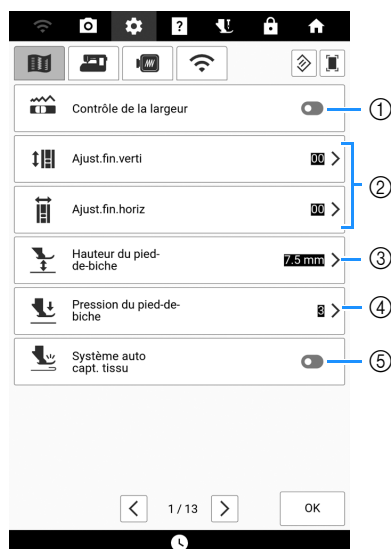 ?
Contrôle de la largeur
①
Ajust.fin.verti 00
②
Ajust.fin.horiz 00
Hauteur du pied-
de-biche
7.5 mm
③
Pression du pied-de-
biche
3
④
Système auto
capt. tissu
⑤
1 / 13
OK